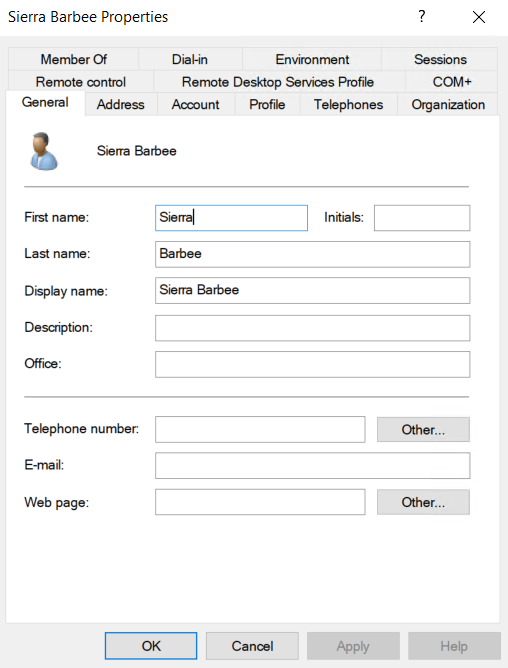 Sierra Barbee Properties ?
Member Of Dial-in Environment Sessions
Remote control Remote Desktop Services Profile COM+
General Address Account Profile Telephones Organization
Sierra Barbee
First name: Sierra Initials:
Last name: Barbee
Display name: Sierra Barbee
Description:
Office:
Telephone number: Other...
E-mail:
Web page: Other...
OK Cancel Apply Help